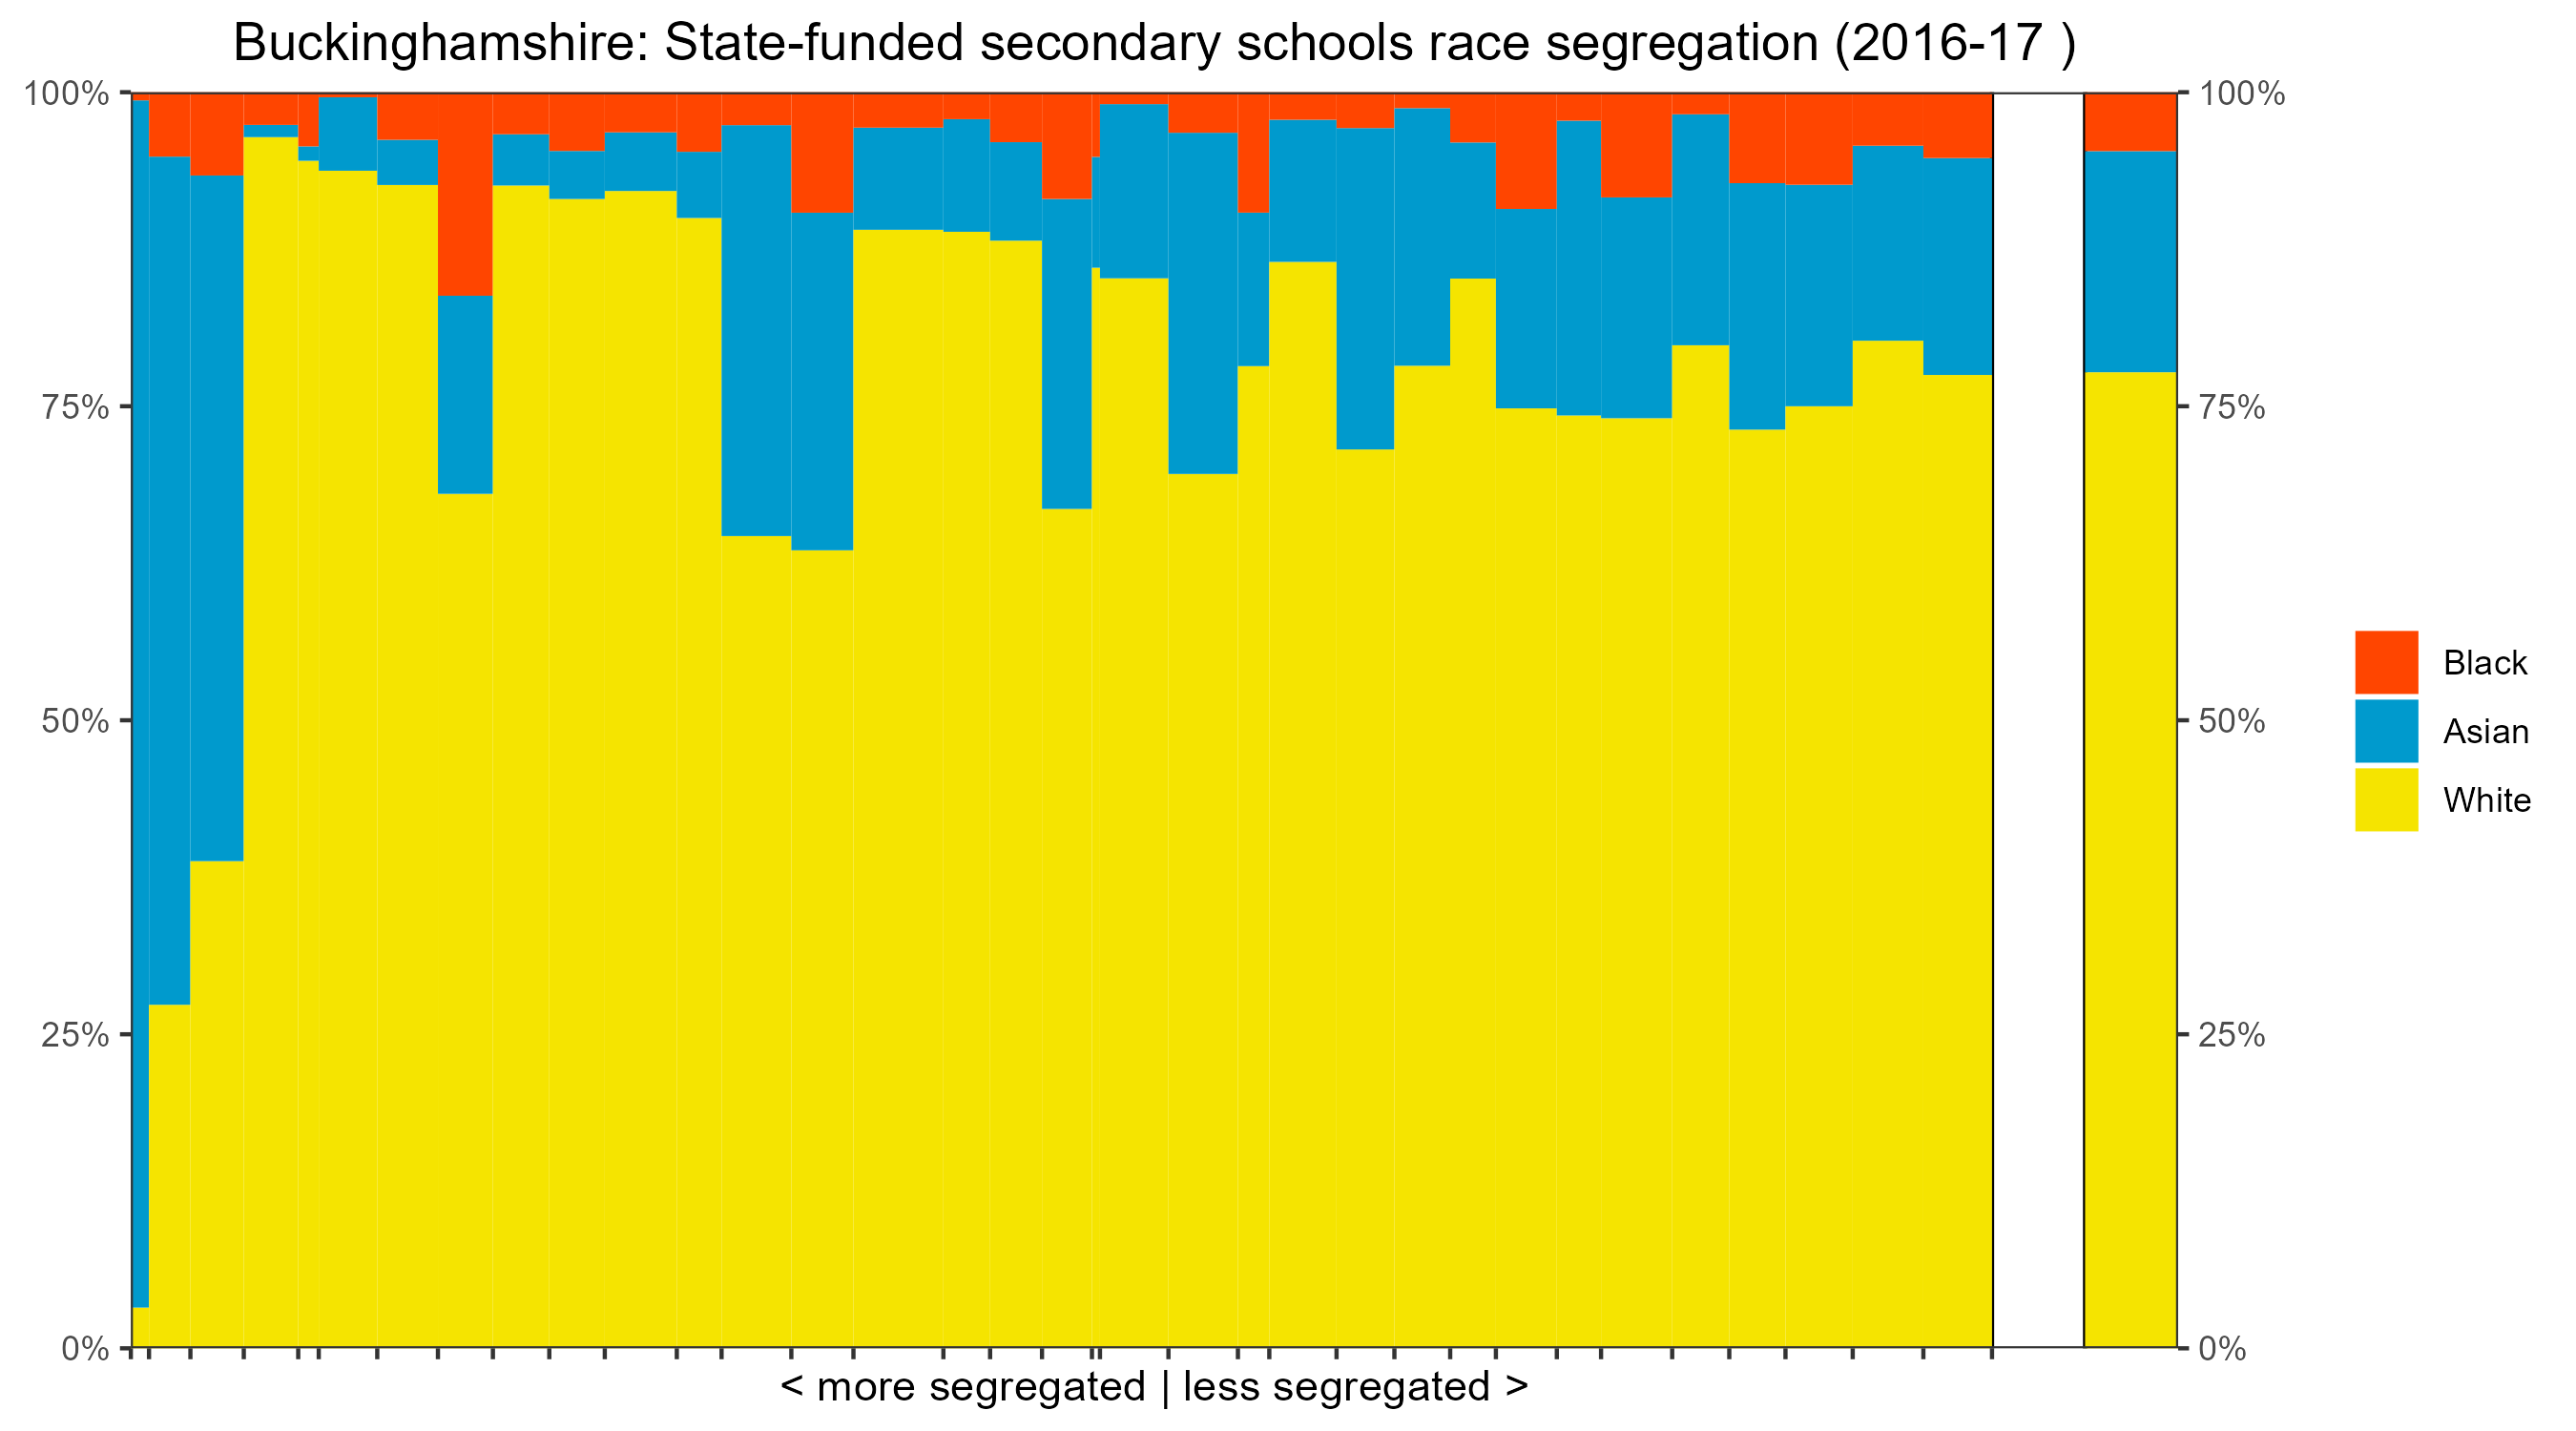 Buckinghamshire: State-funded secondary schools race segregation (2016-17 )
100%
75%
50%
25%
0%
100%
75%
50%
25%
0%
Black
Asian
White
< more segregated | less segregated >